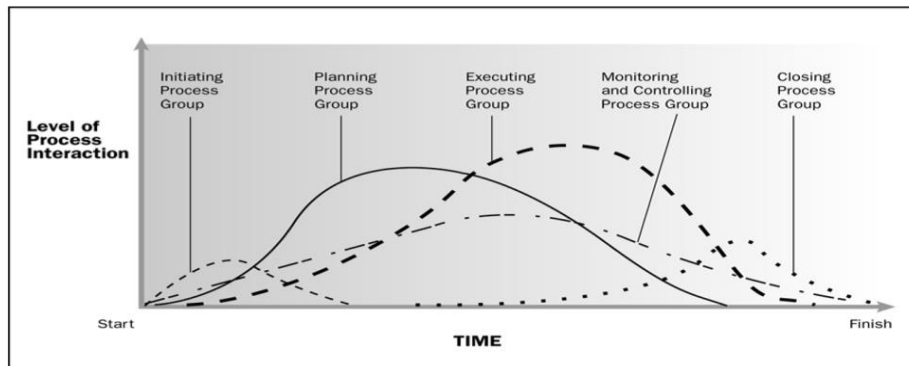 Initiating
Process
Group
Planning
Process
Group
Executing
Process
Group
Monitoring
and Controlling
Process Group
Closing
Process
Group
Level of
Process
Interaction
Start
Finish
TIME